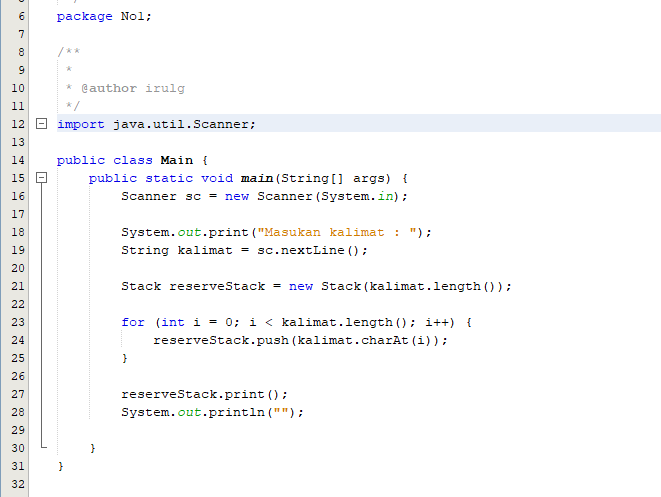 6 package No1;
7
8 /**
9 *
10 * @author irulg
11 */
12 import java.util.Scanner;
13
14 public class Main {
15 public static void main(String[] args) {
16 Scanner sc = new Scanner(System.in);
17
18 System.out.print("Masukan kalimat : ");
19 String kalimat = sc.nextLine();
20
21 Stack reserveStack = new Stack(kalimat.length());
22
23 for (int i = 0; i < kalimat.length(); i++) {
24 reserveStack.push(kalimat.charAt(i));
25 }
26
27 reserveStack.print();
28 System.out.println("");
29
30 }
31 }
32